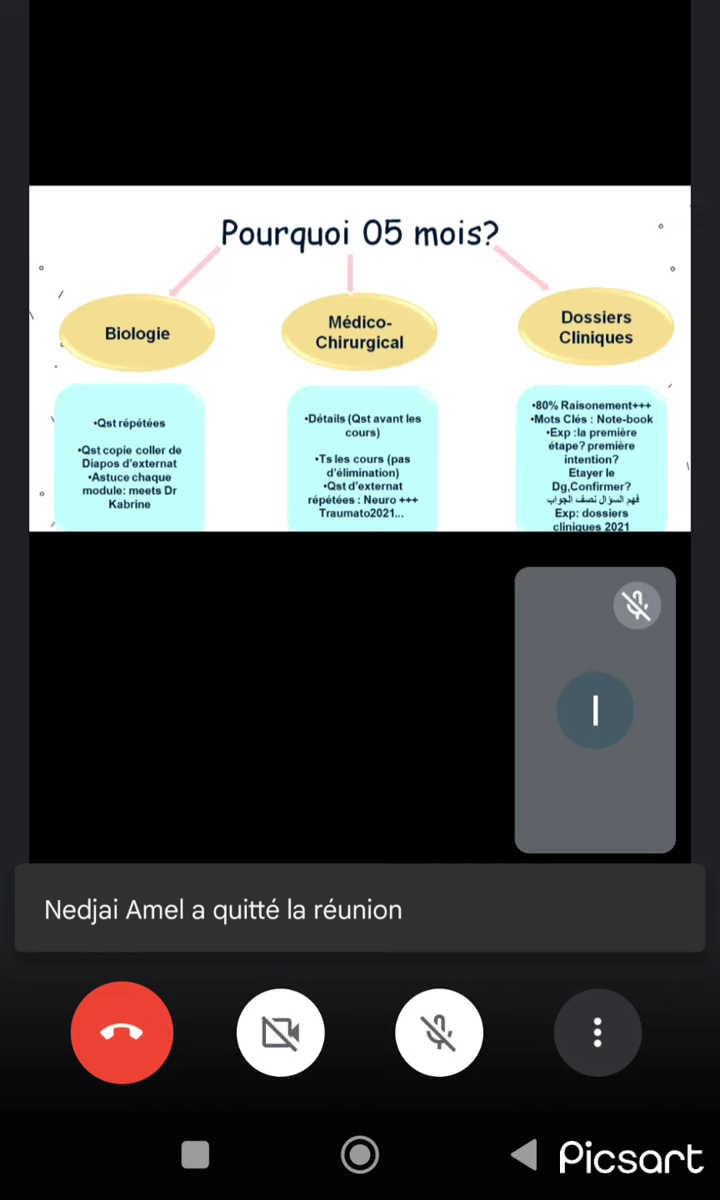 Pourquoi 05 mois?
Biologie
•Qst répétées
•Qst copie coller de
Diapos d'externat
•Astuce chaque
module: meets Dr
Kabrine
Médico-
Chirurgical
•Détails (Qst avant les
cours)
•Ts les cours (pas
d'élimination)
•Qst d'externat
répétées : Neuro +++
Traumato2021...
Dossiers
Cliniques
•80% Raisonement+++
•Mots Clés : Note-book
•Exp :la première
étape? première
intention?
Etayer le
Dg,Confirmer?
فهم السؤال نصف الجواب
Exp: dossiers
cliniques 2021
I
Nedjai Amel a quitté la réunion
Picsart